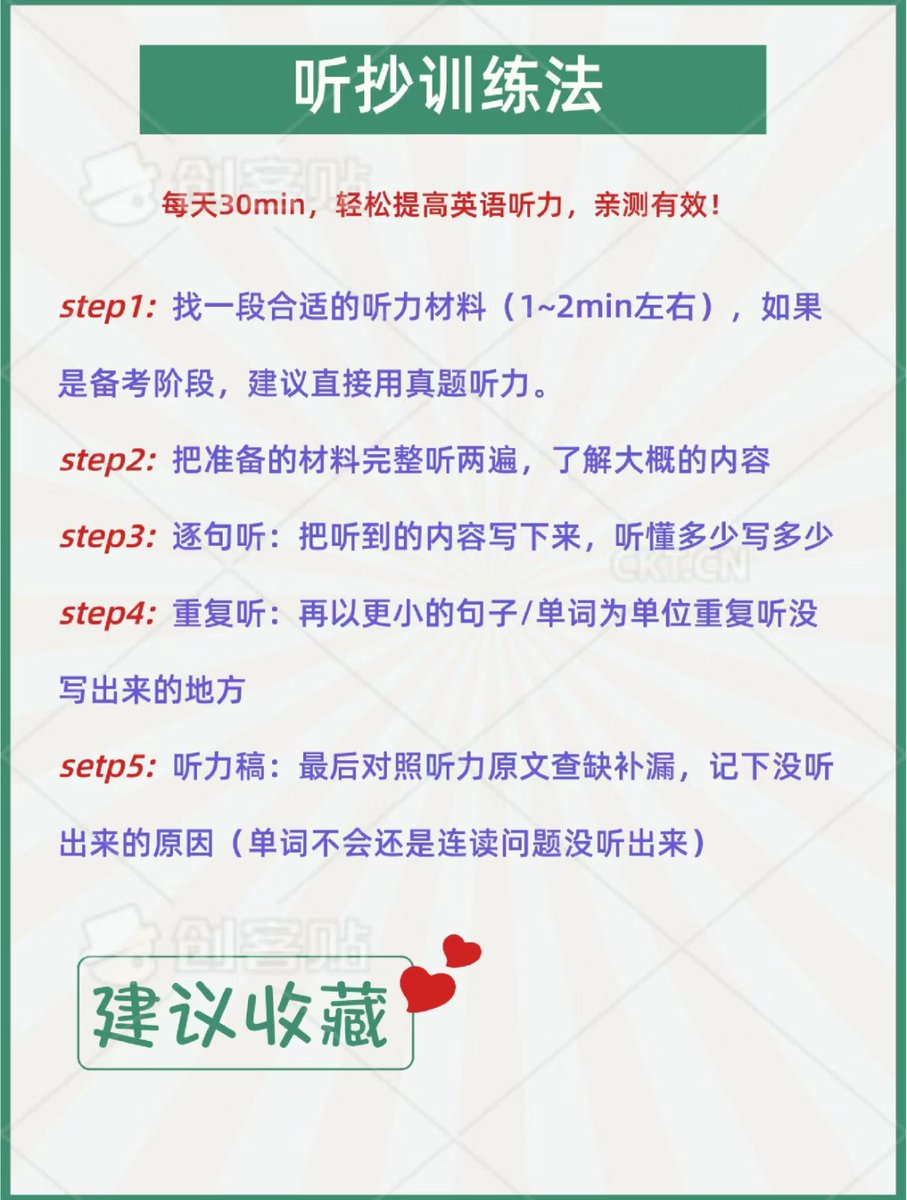 听抄训练法
创客贴
每天30min，轻松提高英语听力，亲测有效！
step1：找一段合适的听力材料（1~2min左右），如果
是备考阶段，建议直接用真题听力。
step2：把准备的材料完整听两遍，了解大概的内容
step3：逐句听：把听到的内容写下来，听懂多少写多少
CKT.CN
step4：重复听：再以更小的句子/单词为单位重复听没
写出来的地方
setp5：听力稿：最后对照听力原文查缺补漏，记下没听
出来的原因（单词不会还是连读问题没听出来）
创客贴
建议收藏